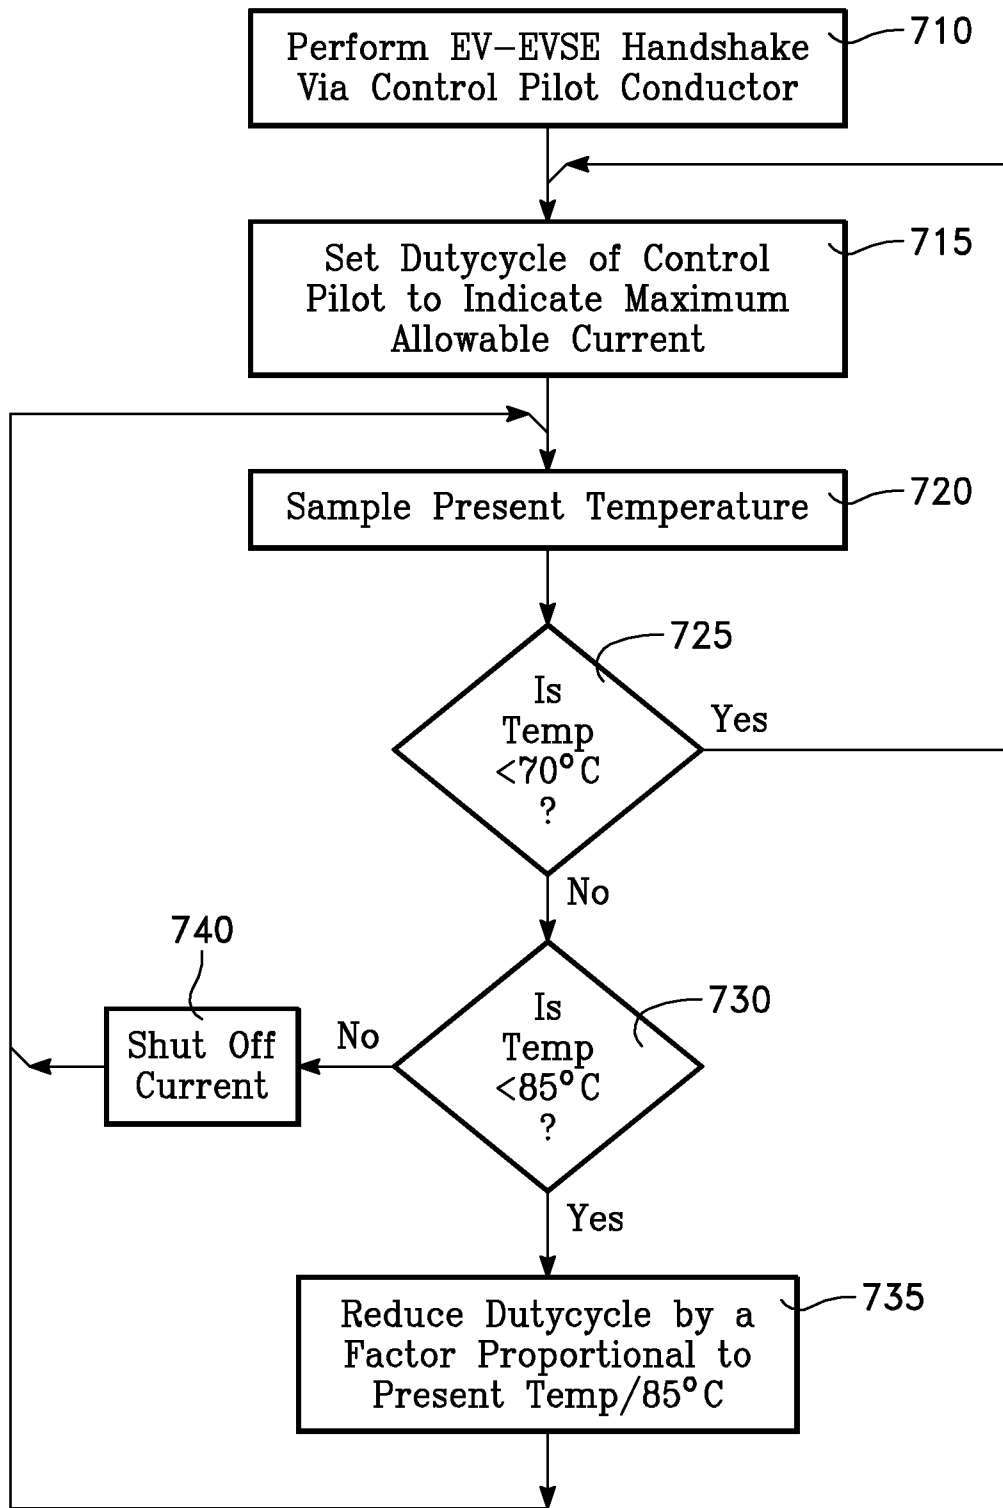 Perform EV-EVSE Handshake
Via Control Pilot Conductor
710
Set Dutycycle of Control
Pilot to Indicate Maximum
Allowable Current
715
Sample Present Temperature
720
725
Is
Temp
<70°C
?
Yes
No
740
730
Is
Temp
<85°C
?
No
Shut Off
Current
Yes
735
Reduce Dutycycle by a
Factor Proportional to
Present Temp/85°C